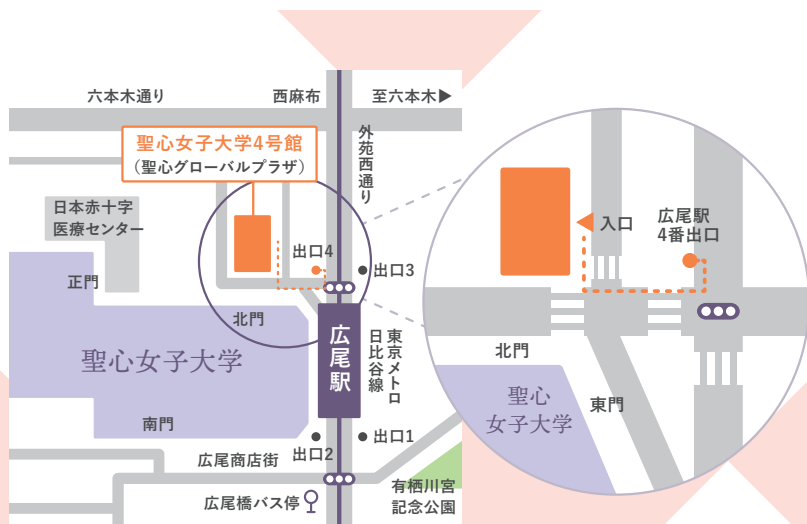 六本木通り
西麻布
至六本木▶
聖心女子大学4号館
(聖心グローバルプラザ)
外苑西通り
日本赤十字
医療センター
出口4
出口3
正門
北門
聖心女子大学
広尾駅
東京メトロ
日比谷線
南門
出口1
出口2
広尾商店街
広尾橋バス停
有栖川宮
記念公園
入口
広尾駅
4番出口
北門
東門
聖心
女子大学